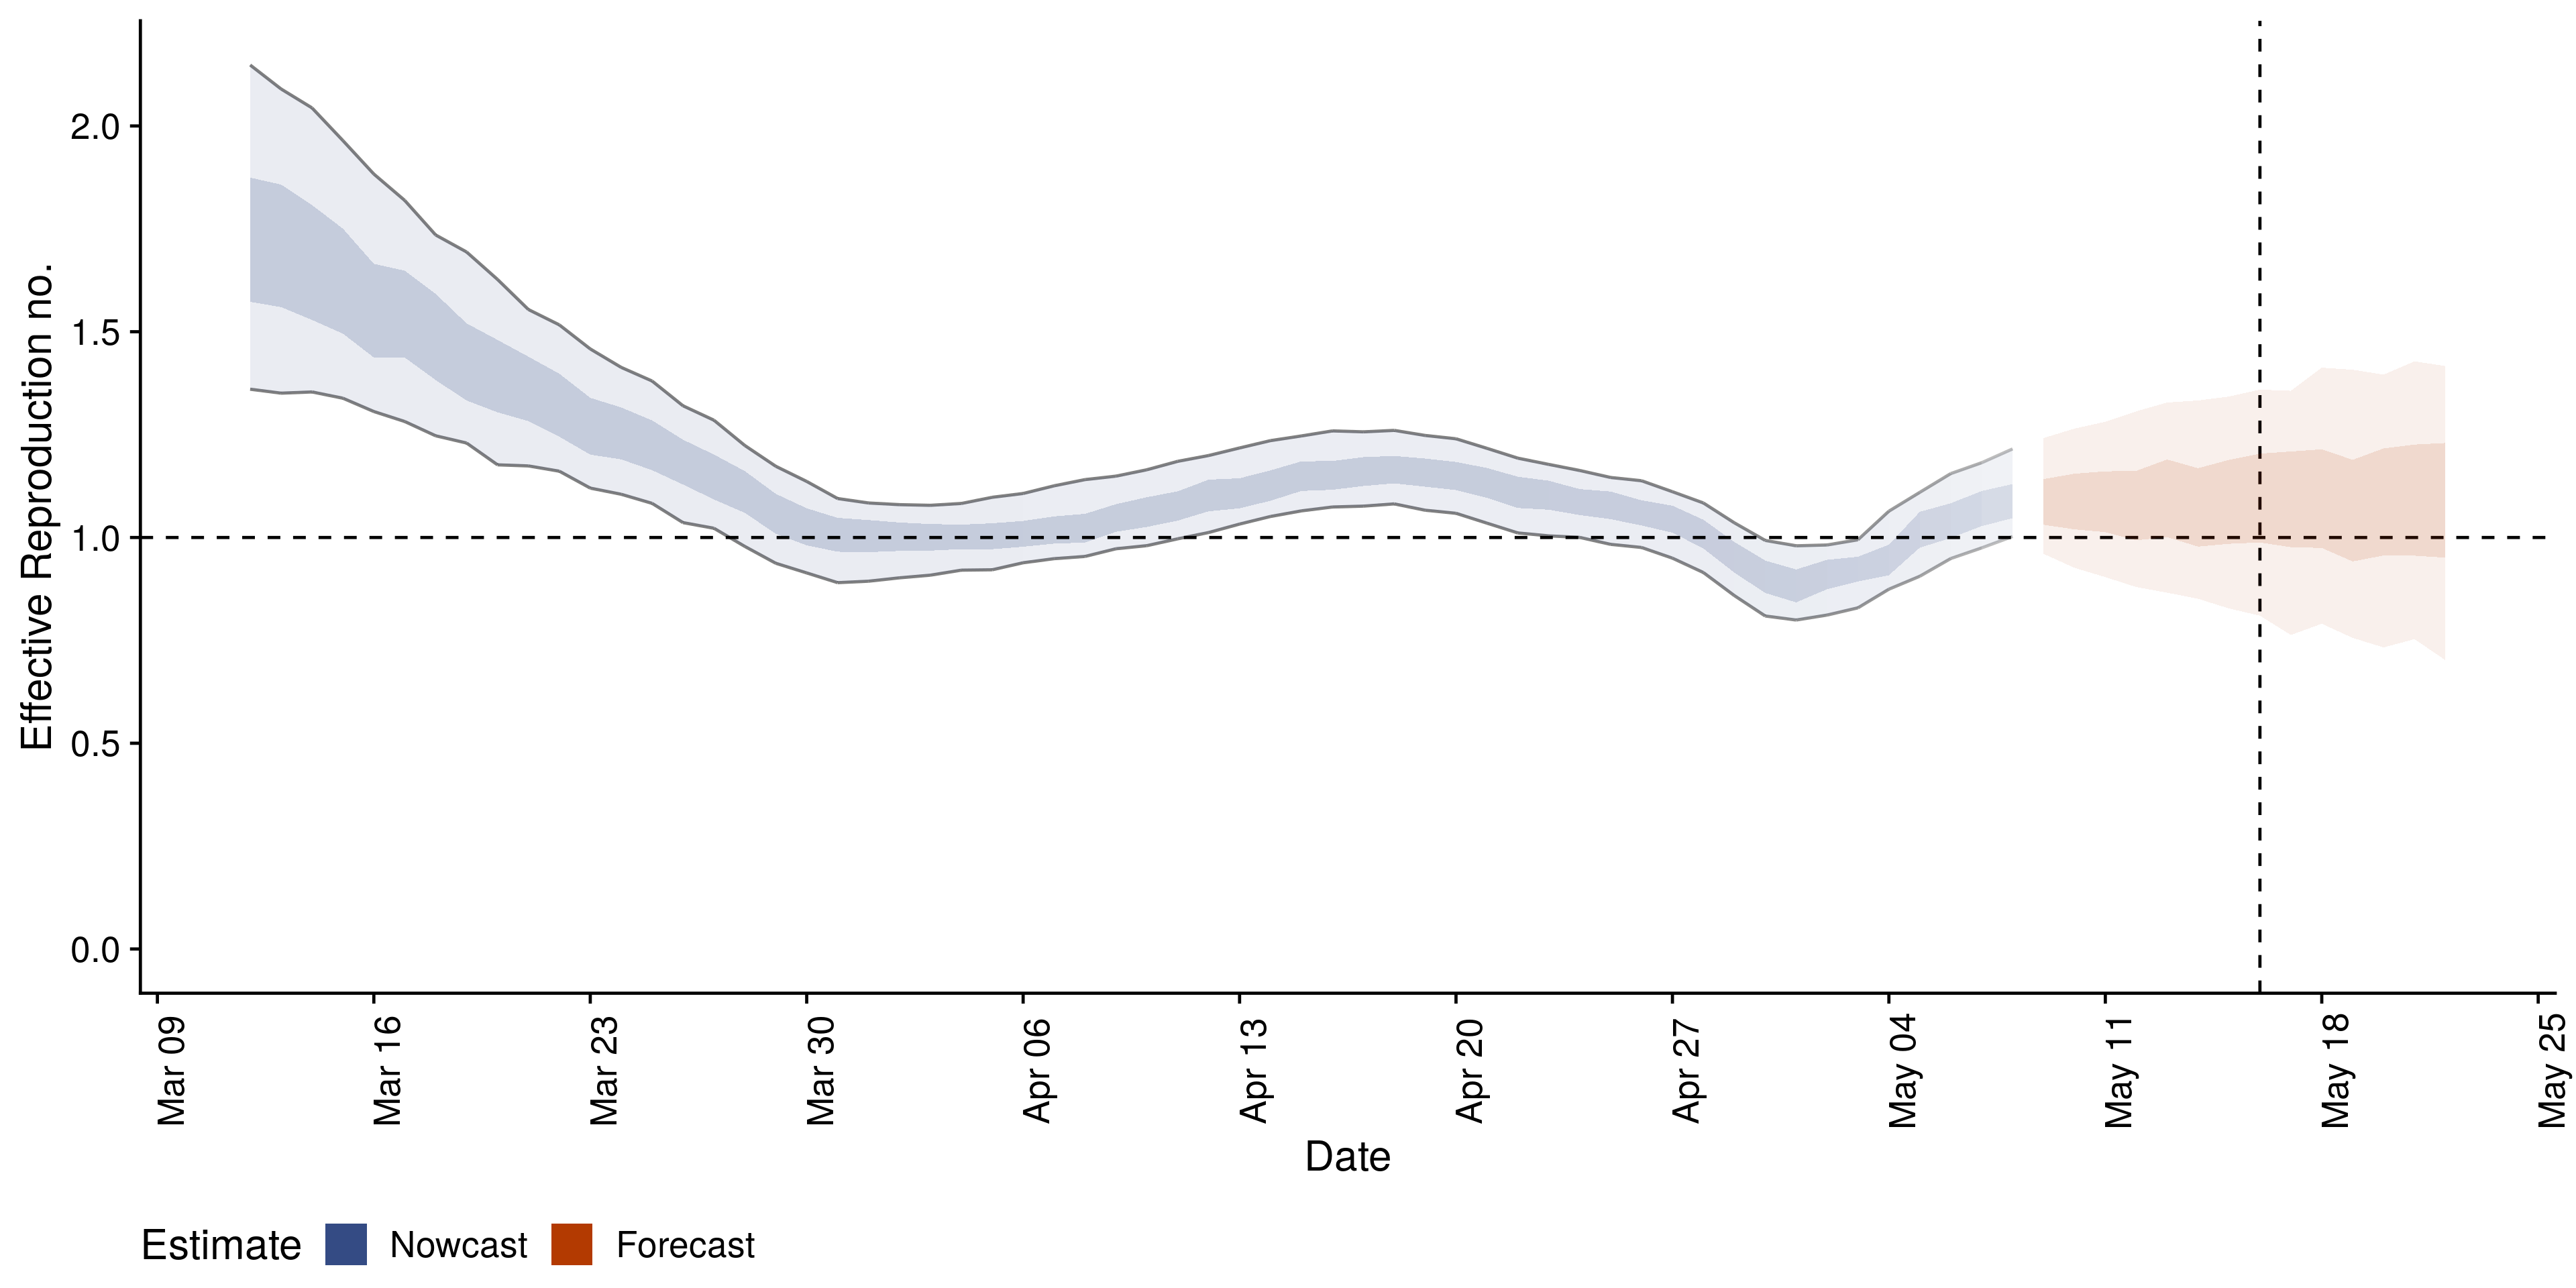 Effective Reproduction no.
2.0
1.5
1.0
0.5
0.0
Mar 09
Mar 16
Mar 23
Mar 30
Apr 06
Apr 13
Apr 20
Apr 27
May 04
May 11
May 18
May 25
Date
Estimate Nowcast Forecast